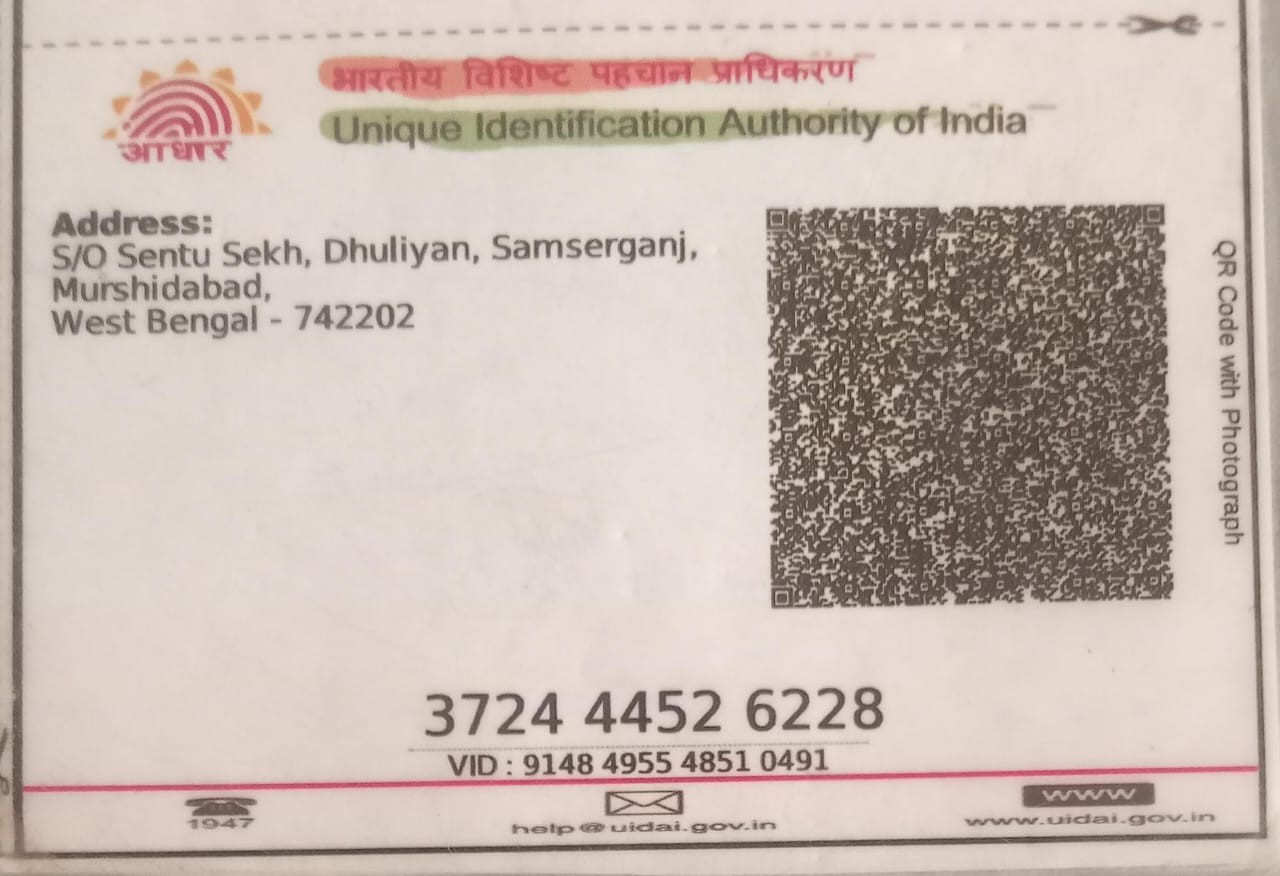 भारतीय विशिष्ट पहचान प्राधिकरण
Unique Identification Authority of India
आधार
Address:
S/O Sentu Sekh, Dhuliyan, Samserganj,
Murshidabad,
West Bengal - 742202
QR Code with Photograph
3724 4452 6228
VID : 9148 4955 4851 0491
1947
help@uidai.gov.in
www
www.uidai.gov.in